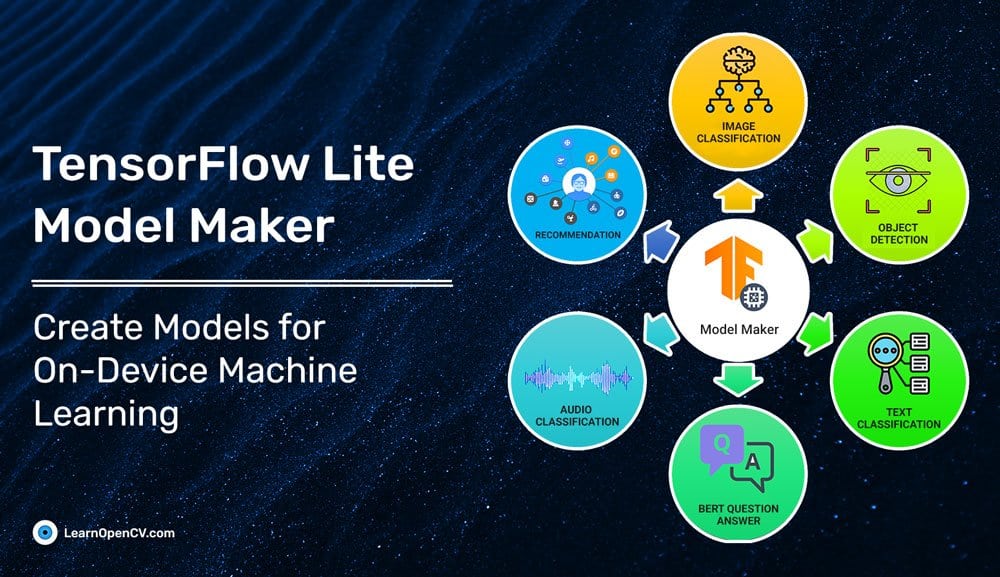 TensorFlow Lite
Model Maker
Create Models for
On-Device Machine
Learning
LearnOpenCV.com
IMAGE
CLASSIFICATION
OBJECT
DETECTION
TEXT
CLASSIFICATION
Q
A
BERT QUESTION
ANSWER
AUDIO
CLASSIFICATION
RECOMMENDATION
Model Maker